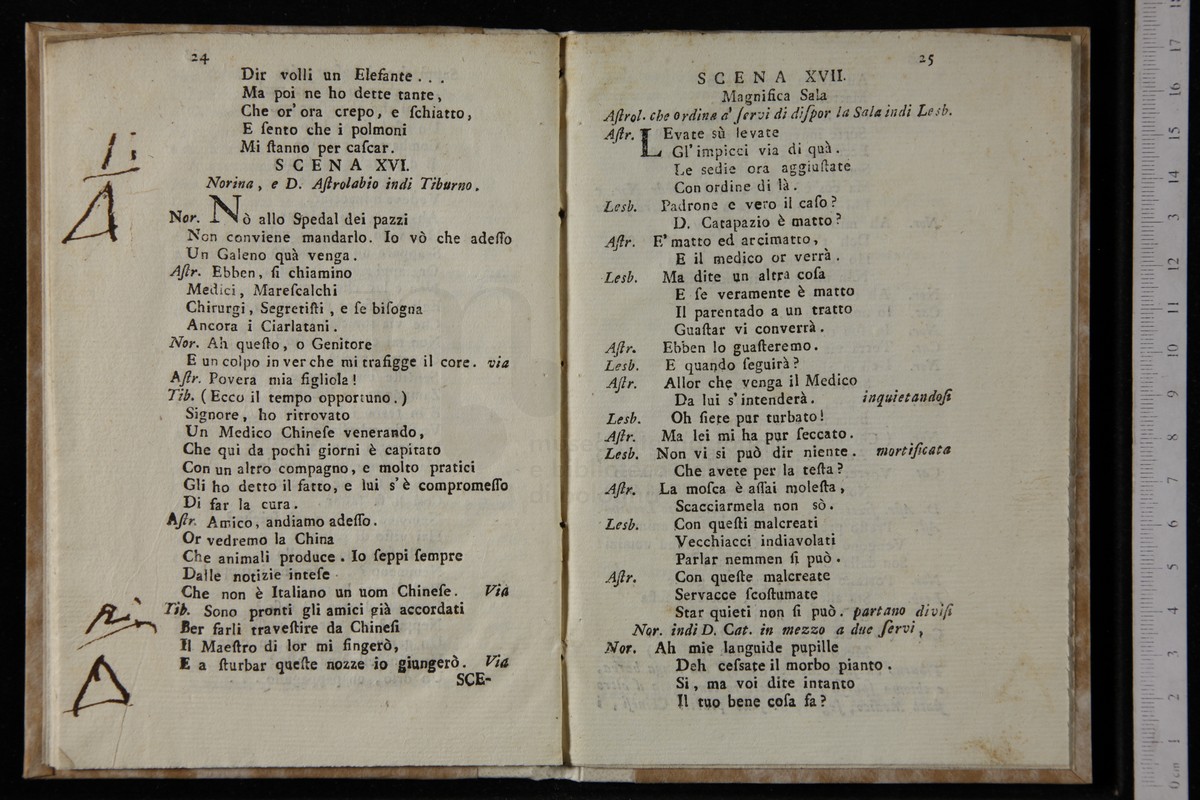 24
Dir volli un Elefante . . .
Ma poi ne ho dette tante,
Che or' ora crepo, e ſchiatto,
E ſento che i polmoni
Mi ſtanno per caſcar.
SCENA XVI.
Norina, e D. Aſtrolabio indi Tiburno.
Nor. Nò allo Spedal dei pazzi
Non conviene mandarlo. Io vò che adeſſo
Un Galeno quà venga.
Aſtr. Ebben, ſi chiamino
Medici, Mareſcalchi
Chirurgi, Segretiſti, e ſe biſogna
Ancora i Ciarlatani.
Nor. Ah queſto, o Genitore
E un colpo in ver che mi trafigge il core. via
Aſtr. Povera mia figliola!
Tib. (Ecco il tempo opportuno.)
Signore, ho ritrovato
Un Medico Chineſe venerando,
Che qui da pochi giorni è capitato
Con un altro compagno, e molto pratici
Gli ho detto il fatto, e lui s'è compromeſſo
Di far la cura.
Aſtr. Amico, andiamo adeſſo.
Or vedremo la China
Che animali produce. Io ſeppi ſempre
Dalle notizie inteſe
Che non è Italiano un uom Chineſe. Via
Tib. Sono pronti gli amici già accordati
Ber farli traveſtire da Chineſi
Il Maeſtro di lor mi fingerò,
E a ſturbar queſte nozze io giungerò. Via
SCE-
25
SCENA XVII.
Magnifica Sala
Aſtrol. che ordina a' ſervi di diſpor la Sala indi Lesb.
Aſtr. LEvate sù levate
Gl' impicci via di quà.
Le sedie ora aggiuſtate
Con ordine di là.
Lesb. Padrone e vero il caſo?
D. Catapazio è matto?
Aſtr. E' matto ed arcimatto,
E il medico or verrà.
Lesb. Ma dite un altra coſa
E ſe veramente è matto
Il parentado a un tratto
Guaſtar vi converrà.
Aſtr. Ebben lo guaſteremo.
Lesb. E quando ſeguirà?
Aſtr. Allor che venga il Medico
Da lui s' intenderà. inquietandoſi
Lesb. Oh ſiete pur turbato!
Aſtr. Ma lei mi ha pur ſeccato.
Lesb. Non vi si può dir niente. mortificata
Che avete per la teſta?
Aſtr. La moſca è aſſai moleſta,
Scacciarmela non sò.
Lesb. Con queſti malcreati
Vecchiacci indiavolati
Parlar nemmen ſi può.
Aſtr. Con queſte malcreate
Servacce ſcoſtumate
Star quieti non ſi può. partano diviſi
Nor. indi D. Cat. in mezzo a due ſervi,
Nor. Ah mie languide pupille
Deh ceſsate il morbo pianto.
Si, ma voi dite intanto
Il tuo bene coſa fa?